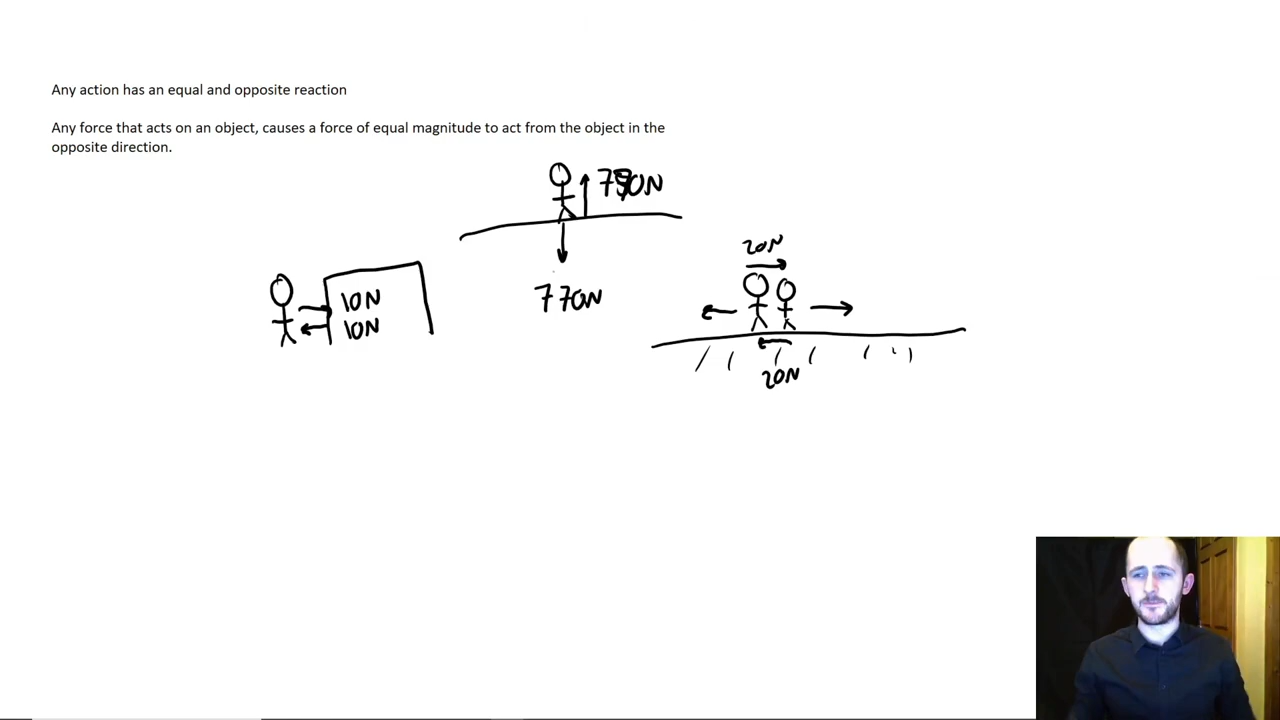 Any action has an equal and opposite reaction
Any force that acts on an object, causes a force of equal magnitude to act from the object in the
opposite direction.
20N
10N
10N
770N
20N